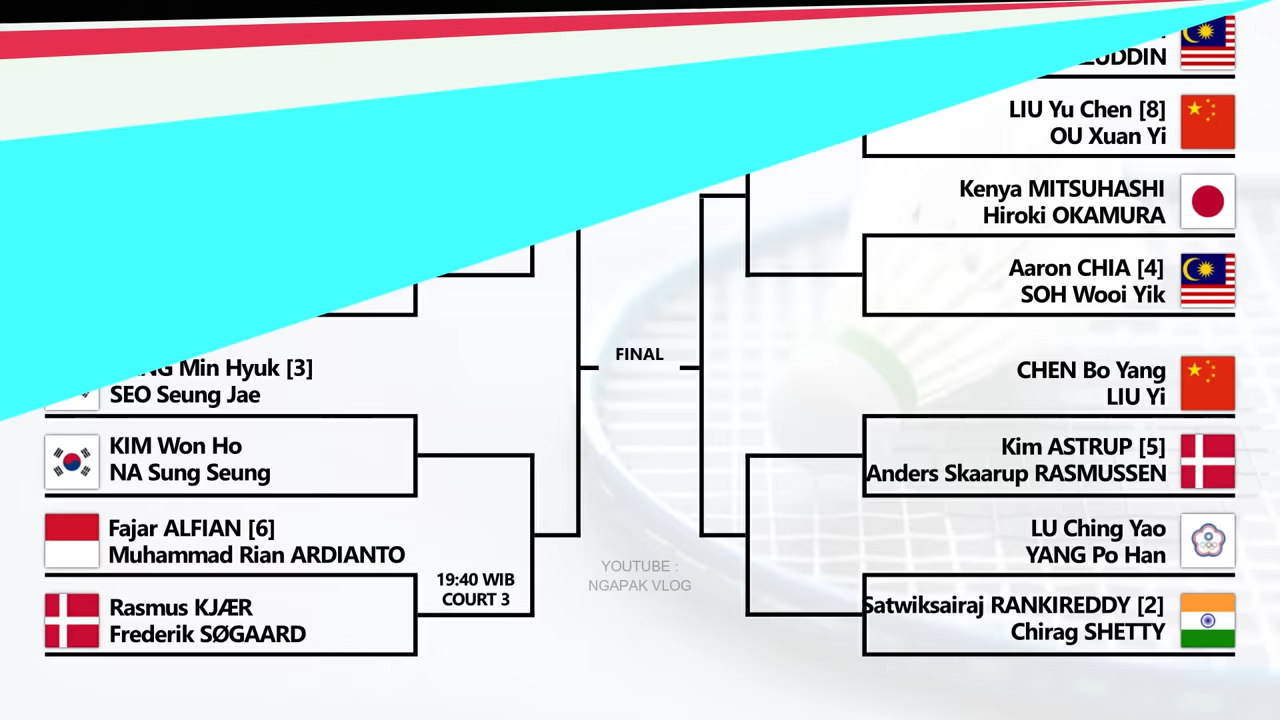 Min Hyuk [3]
SEO Seung Jae
KIM Won Ho
NA Sung Seung
Fajar ALFIAN [6]
Muhammad Rian ARDIANTO
Rasmus KJÆR
Frederik SØGAARD
19:40 WIB
COURT 3
FINAL
YOUTUBE :
NGAPAK VLOG
LIU Yu Chen [8]
OU Xuan Yi
Kenya MITSUHASHI
Hiroki OKAMURA
Aaron CHIA [4]
SOH Wooi Yik
CHEN Bo Yang
LIU Yi
Kim ASTRUP [5]
Anders Skaarup RASMUSSEN
LU Ching Yao
YANG Po Han
Satwiksairaj RANKIREDDY [2]
Chirag SHETTY